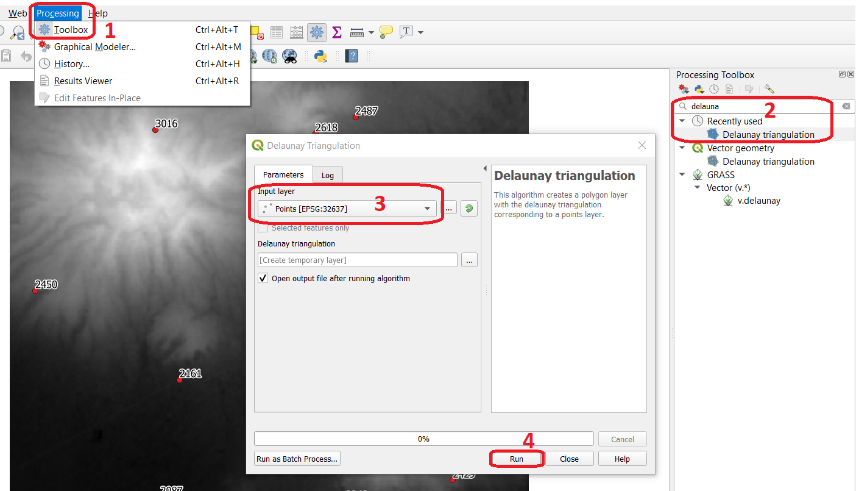 Web Processing Help
1
Toolbox Ctrl+Alt+T
Graphical Modeler... Ctrl+Alt+M
History... Ctrl+Alt+H
Results Viewer Ctrl+Alt+R
Edit Features In-Place
3016
2487
2618
2450
2161
Delaunay Triangulation
Parameters Log
Input layer
Points [EPSG:32637]
3
...
Selected features only
Delaunay triangulation
[Create temporary layer]
...
Open output file after running algorithm
Delaunay triangulation
This algorithm creates a polygon layer
with the delaunay triangulation
corresponding to a points layer.
0%
Cancel
4
Run as Batch Process...
Run
Close
Help
Processing Toolbox
delauna
2
Recently used
Delaunay triangulation
Vector geometry
Delaunay triangulation
GRASS
Vector (v.*)
v.delaunay